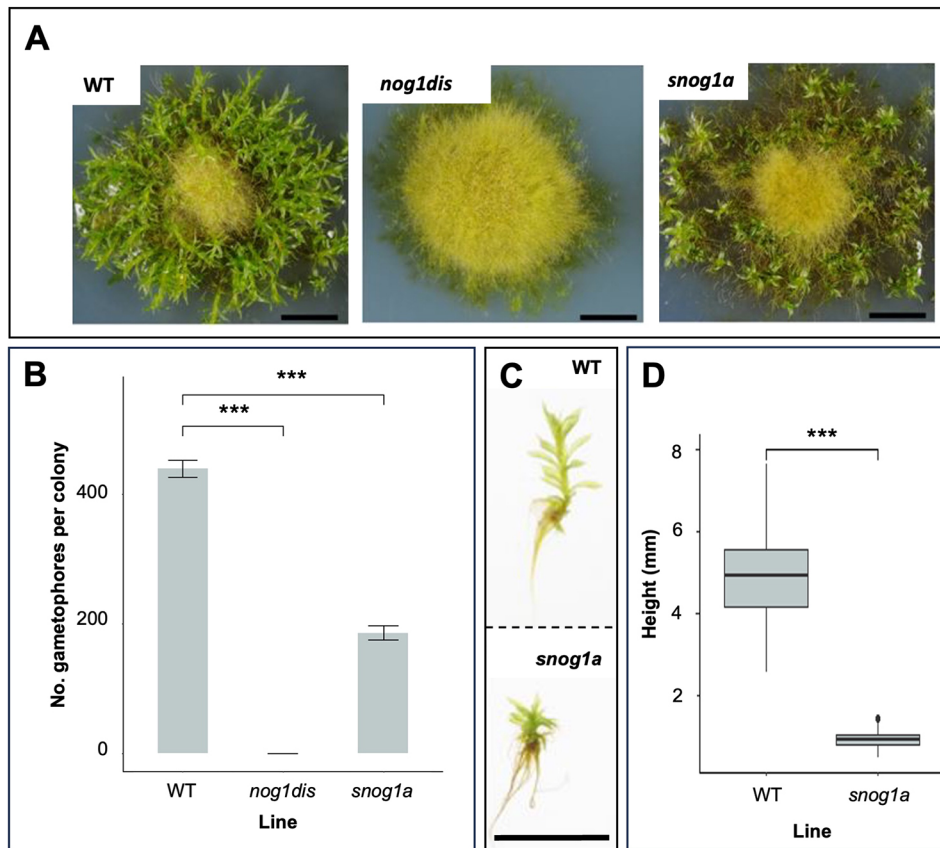 A
WT
nog1dis
snog1a
B
No. gametophores per colony
400
200
0
***
***
WT
nog1dis
snog1a
Line
C
WT
snog1a
D
Height (mm)
8
6
4
2
***
WT
snog1a
Line